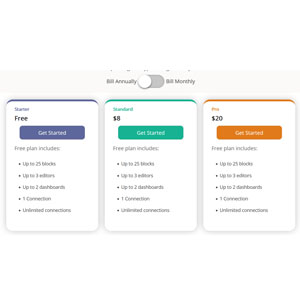 Bill Annually Bill Monthly
Starter
Free
Get Started
Free plan includes:
Up to 25 blocks
Up to 3 editors
Up to 2 dashboards
1 Connection
Unlimited connections
Standard
$8
Get Started
Free plan includes:
Up to 25 blocks
Up to 3 editors
Up to 2 dashboards
1 Connection
Unlimited connections
Pro
$20
Get Started
Free plan includes:
Up to 25 blocks
Up to 3 editors
Up to 2 dashboards
1 Connection
Unlimited connections